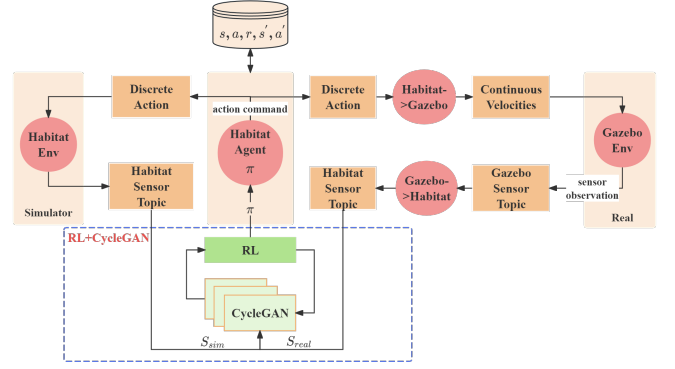 s, a, r, s′, a′
Discrete
Action
action command
Discrete
Action
Habitat-
>Gazebo
Continuous
Velocities
Habitat
Env
Habitat
Agent
π
Gazebo
Env
Habitat
Sensor
Topic
Habitat
Sensor
Topic
Gazebo-
>Habitat
Gazebo
Sensor
Topic
sensor
observation
Simulator
π
Real
RL+CycleGAN
RL
CycleGAN
S_sim
S_real